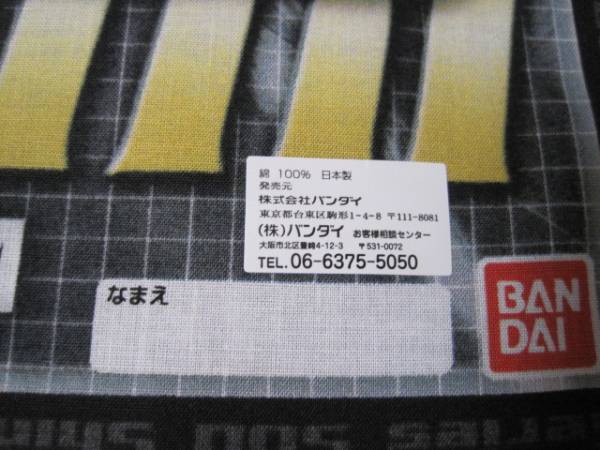 綿 100% 日本製
発売元
株式会社バンダイ
東京都台東区駒形1-4-8 〒111-8081
(株)バンダイ お客様相談センター
大阪市北区豊崎4-12-3 〒531-0072
TEL.06-6375-5050
なまえ
BAN
DAI